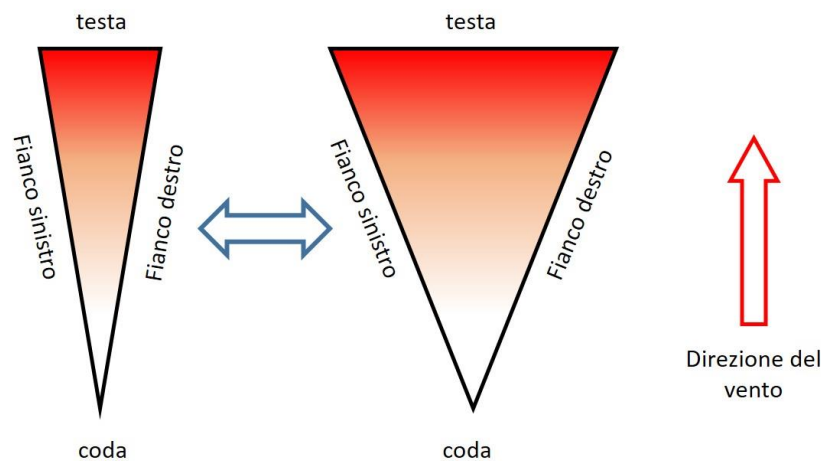 testa
testa
Fianco sinistro
Fianco destro
Fianco sinistro
Fianco destro
Direzione del
vento
coda
coda